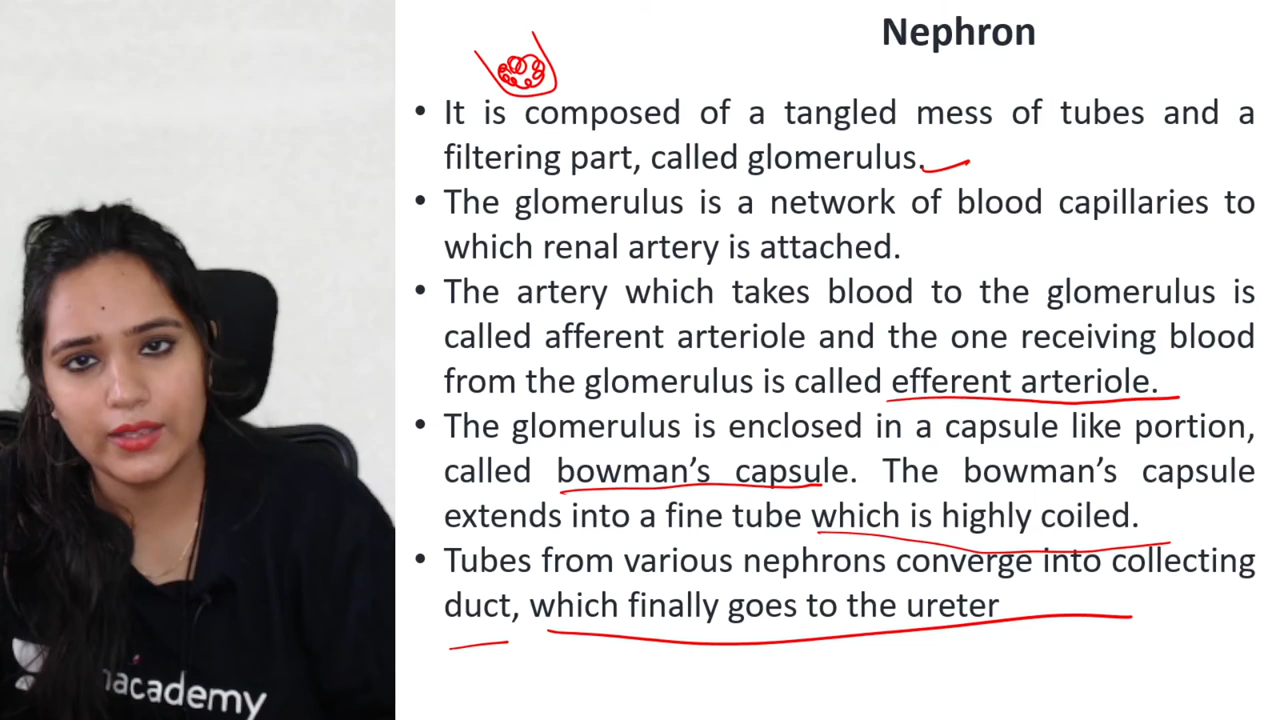 Nephron
• It is composed of a tangled mess of tubes and a
filtering part, called glomerulus.
• The glomerulus is a network of blood capillaries to
which renal artery is attached.
• The artery which takes blood to the glomerulus is
called afferent arteriole and the one receiving blood
from the glomerulus is called efferent arteriole.
• The glomerulus is enclosed in a capsule like portion,
called bowman's capsule. The bowman's capsule
extends into a fine tube which is highly coiled.
• Tubes from various nephrons converge into collecting
duct, which finally goes to the ureter
nacademy